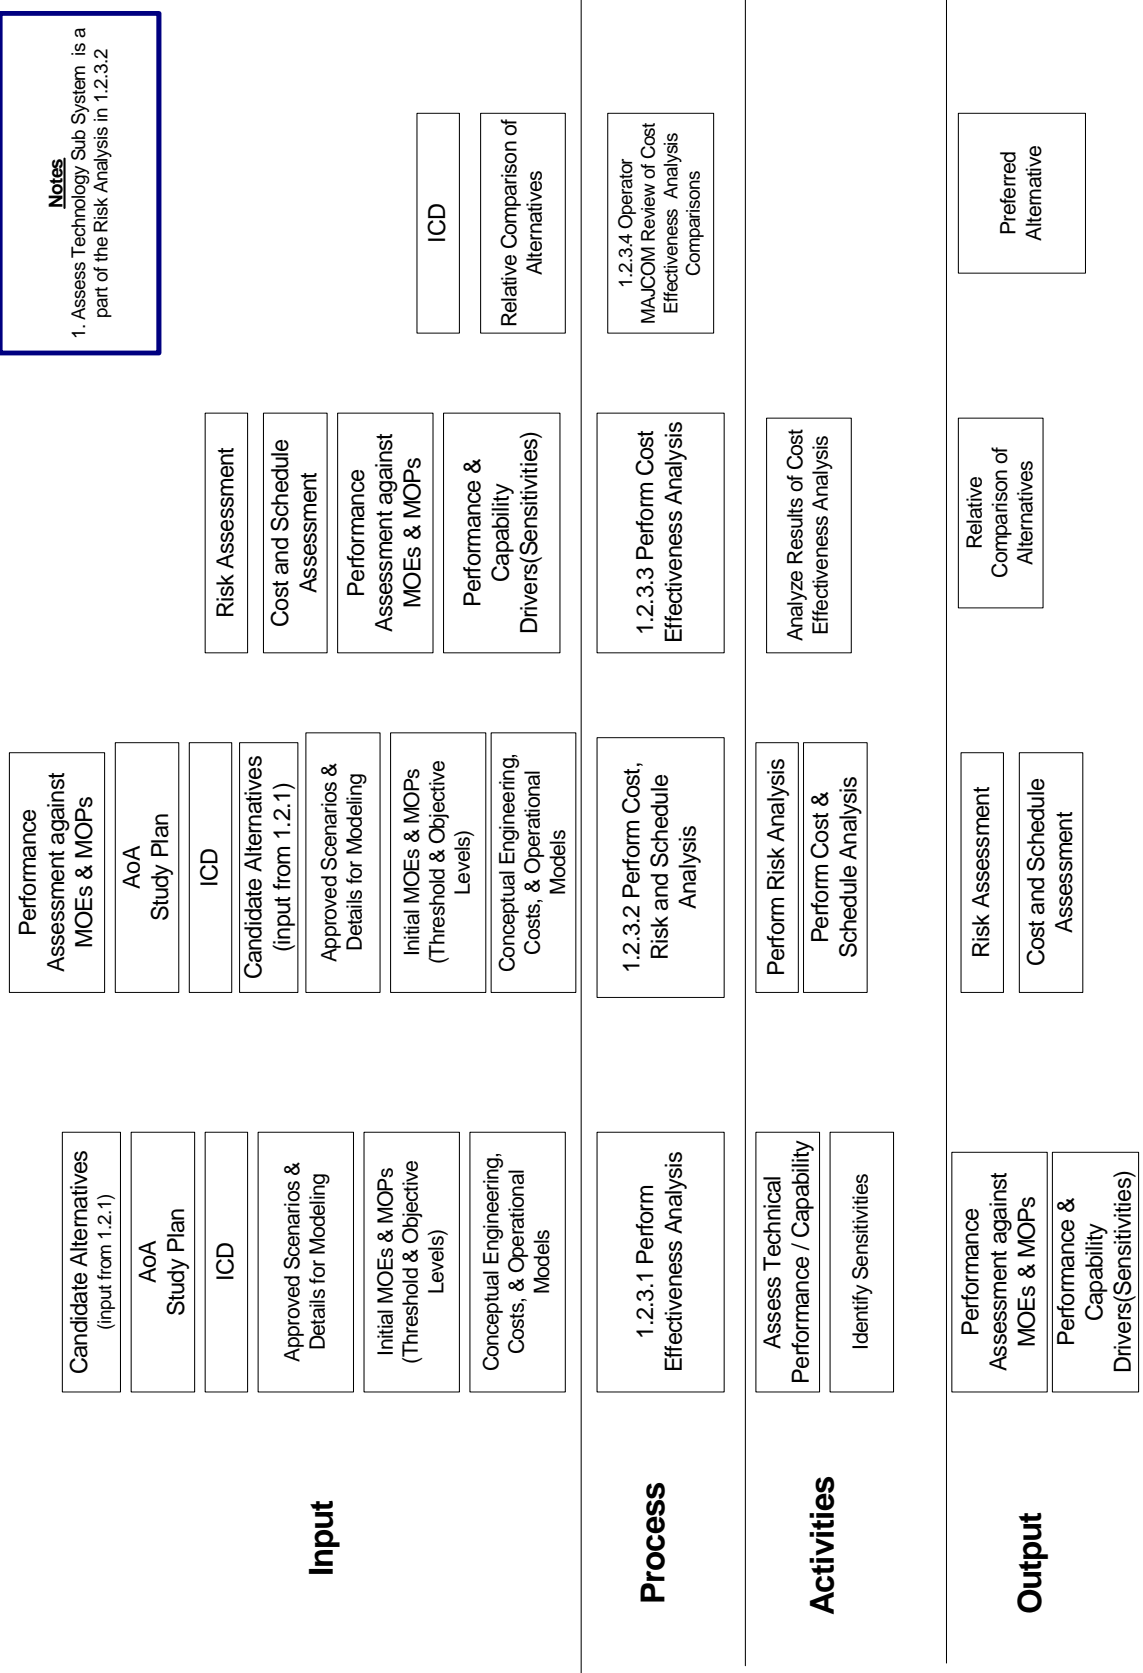 Notes
1. Assess Technology Sub System is a
part of the Risk Analysis in 1.2.3.2
Input
Candidate Alternatives
(input from 1.2.1)
AoA
Study Plan
ICD
Approved Scenarios &
Details for Modeling
Initial MOEs & MOPs
(Threshold & Objective
Levels)
Conceptual Engineering,
Costs, & Operational
Models
Performance
Assessment against
MOEs & MOPs
AoA
Study Plan
ICD
Candidate Alternatives
(input from 1.2.1)
Approved Scenarios &
Details for Modeling
Initial MOEs & MOPs
(Threshold & Objective
Levels)
Conceptual Engineering,
Costs, & Operational
Models
Risk Assessment
Cost and Schedule
Assessment
Performance
Assessment against
MOEs & MOPs
Performance &
Capability
Drivers(Sensitivities)
ICD
Relative Comparison of
Alternatives
Process
1.2.3.1 Perform
Effectiveness Analysis
1.2.3.2 Perform Cost,
Risk and Schedule
Analysis
1.2.3.3 Perform Cost
Effectiveness Analysis
1.2.3.4 Operator
MAJCOM Review of Cost
Effectiveness Analysis
Comparisons
Activities
Assess Technical
Performance / Capability
Identify Sensitivities
Perform Risk Analysis
Perform Cost &
Schedule Analysis
Analyze Results of Cost
Effectiveness Analysis
Output
Performance
Assessment against
MOEs & MOPs
Performance &
Capability
Drivers(Sensitivities)
Risk Assessment
Cost and Schedule
Assessment
Relative
Comparison of
Alternatives
Preferred
Alternative